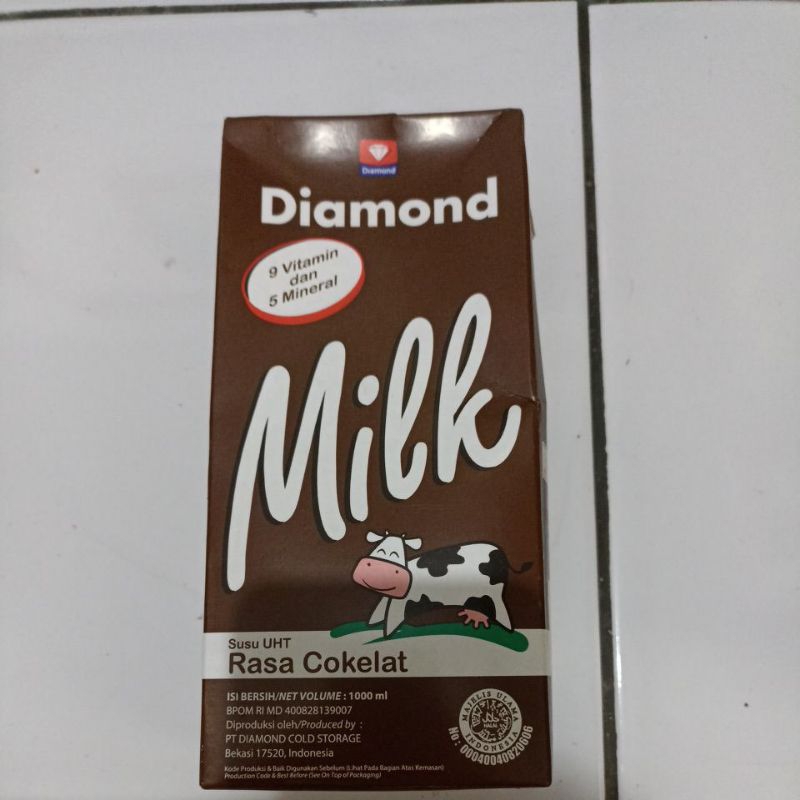 Diamond
Diamond
9 Vitamin
dan
5 Mineral
Milk
Susu UHT
Rasa Cokelat
ISI BERSIH/NET VOLUME : 1000 ml
BPOM RI MD 400828139007
Diproduksi oleh/Produced by :
PT DIAMOND COLD STORAGE
Bekasi 17520, Indonesia
Kode Produksi & Baik Digunakan Sebelum (Lihat Pada Bagian Atas Kemasan)
Production Code & Best Before (See On Top of Packaging)
MAJELIS ULAMA INDONESIA
حلال
HALAL
No : 00040040820606